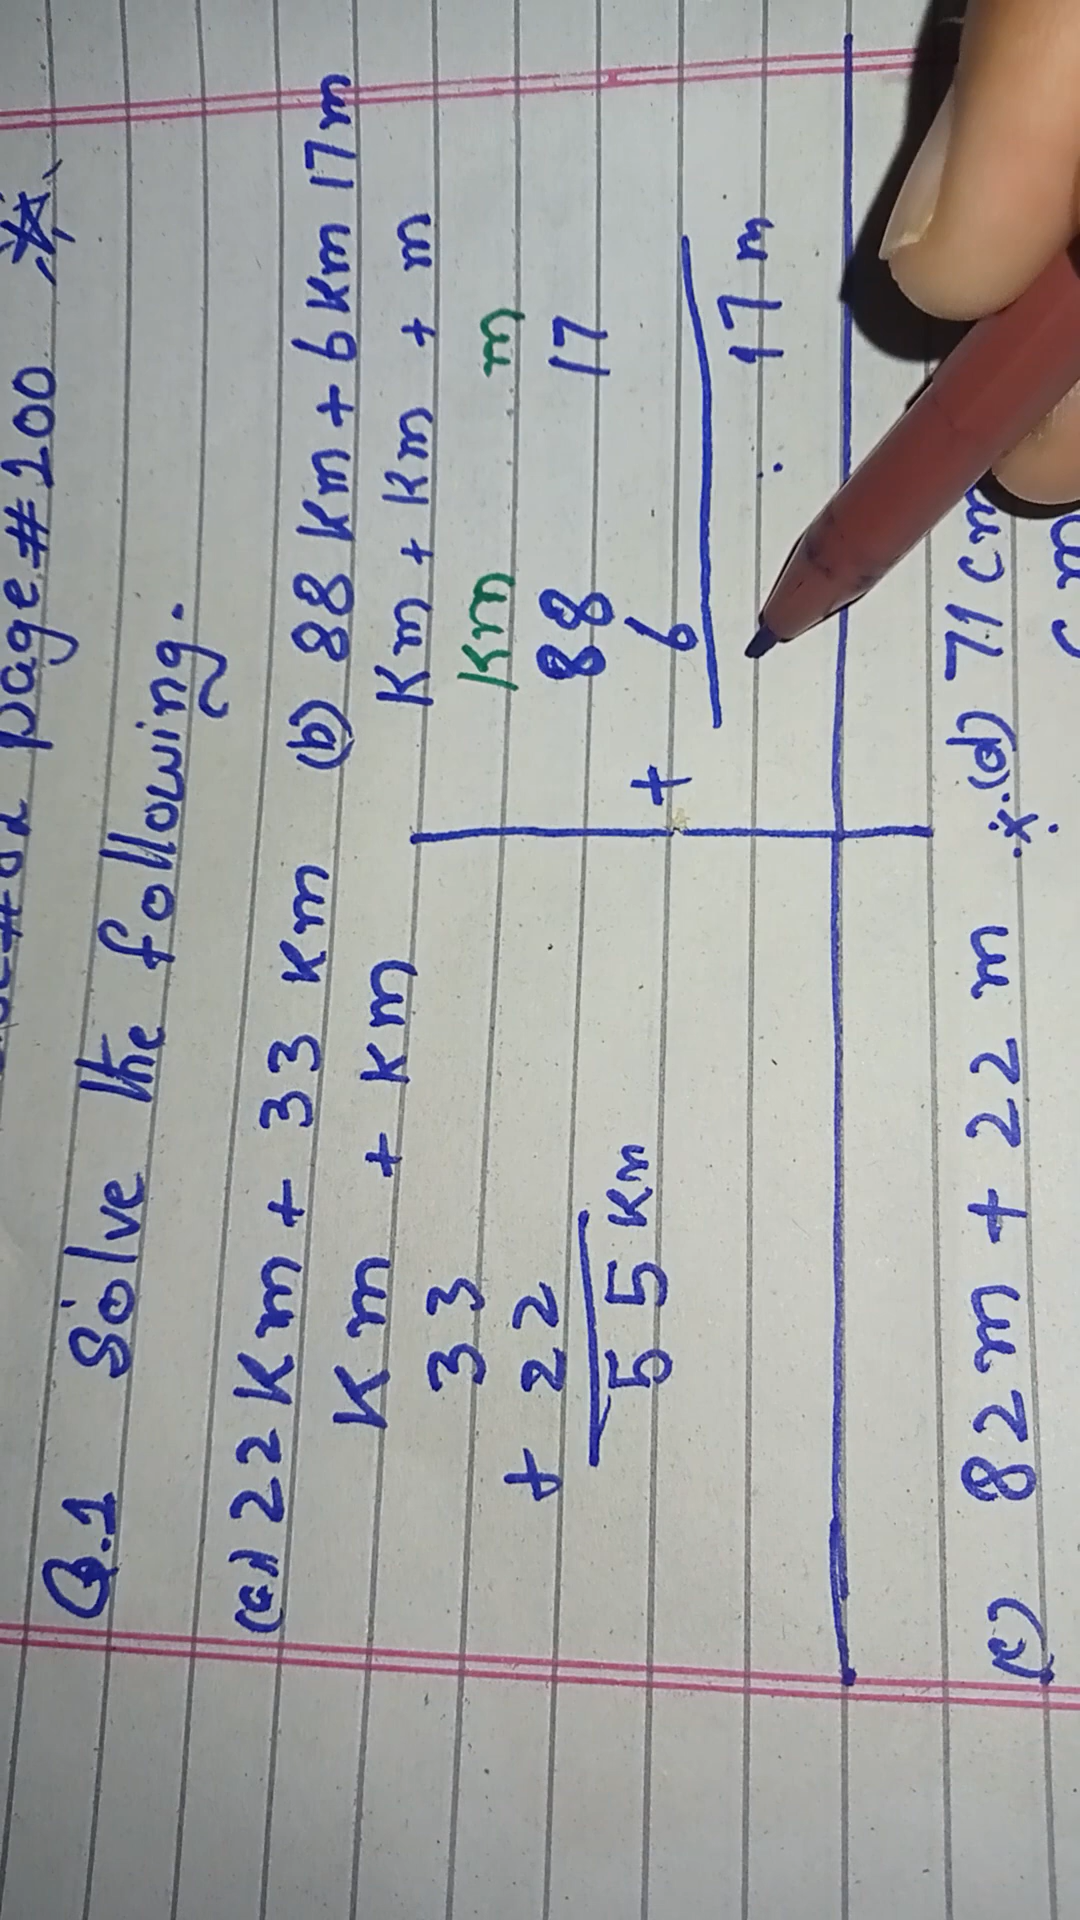 page.#100
Q.1 Solve the following.
(a) 22 Km + 33 Km (b) 88 Km + 6 Km 17 m
Km + Km Km + Km + m
33 Km m
+ 22 88 17
55 Km + 6
17 m
(c) 82 m + 22 m (d) 71 cm